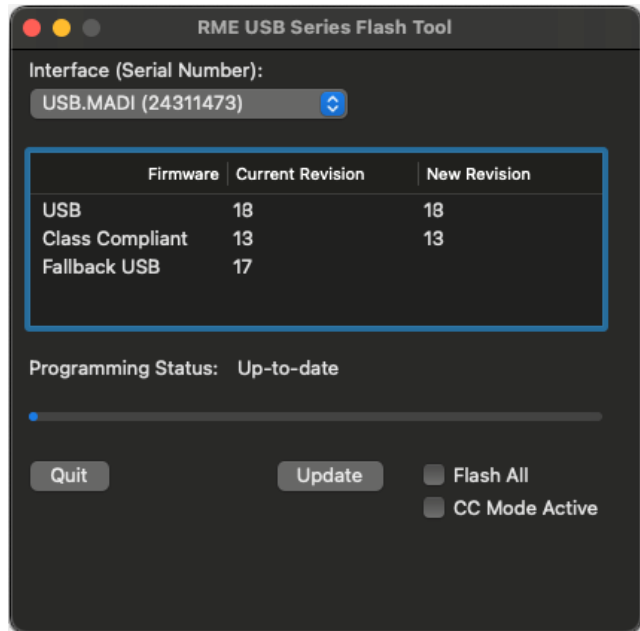 RME USB Series Flash Tool
Interface (Serial Number):
USB.MADI (24311473)
Firmware Current Revision New Revision
USB 18 18
Class Compliant 13 13
Fallback USB 17
Programming Status: Up-to-date
Quit Update Flash All
CC Mode Active